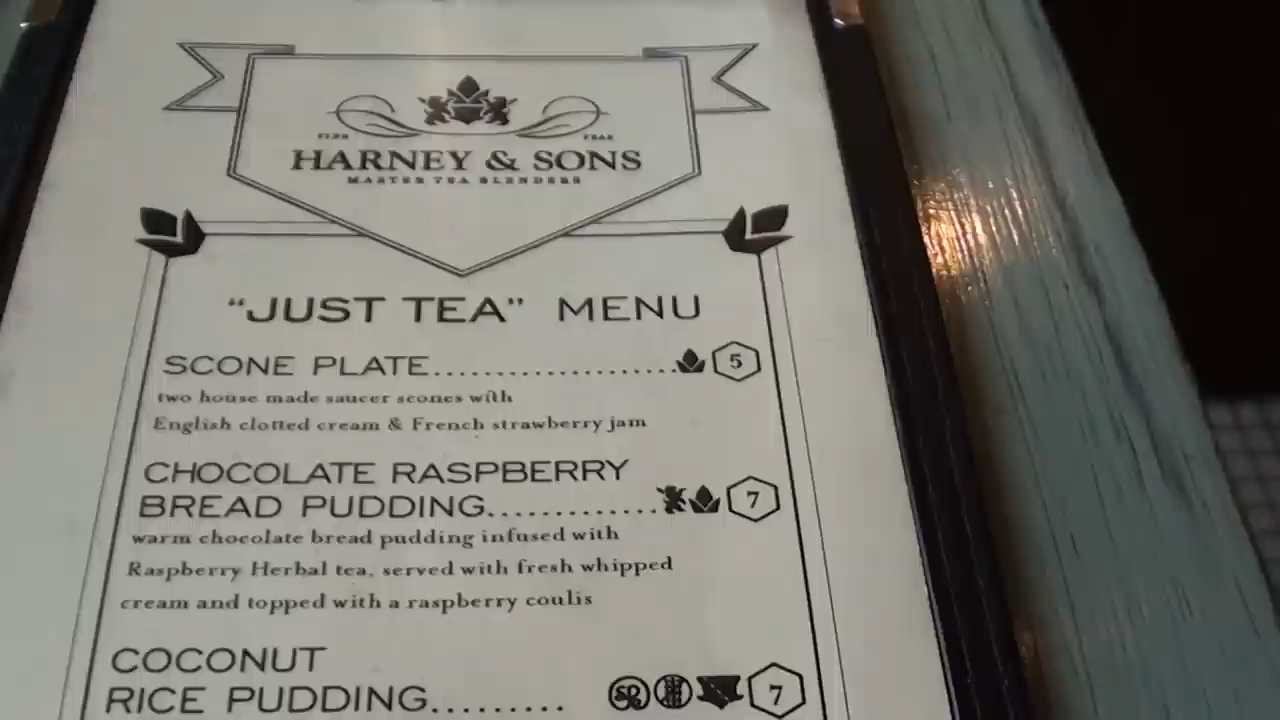 HARNEY & SONS
MASTER TEA BLENDERS
"JUST TEA" MENU
SCONE PLATE..................... 5
two house made saucer scones with
English clotted cream & French strawberry jam
CHOCOLATE RASPBERRY
BREAD PUDDING............. 7
warm chocolate bread pudding infused with
Raspberry Herbal tea, served with fresh whipped
cream and topped with a raspberry coulis
COCONUT
RICE PUDDING......... 7